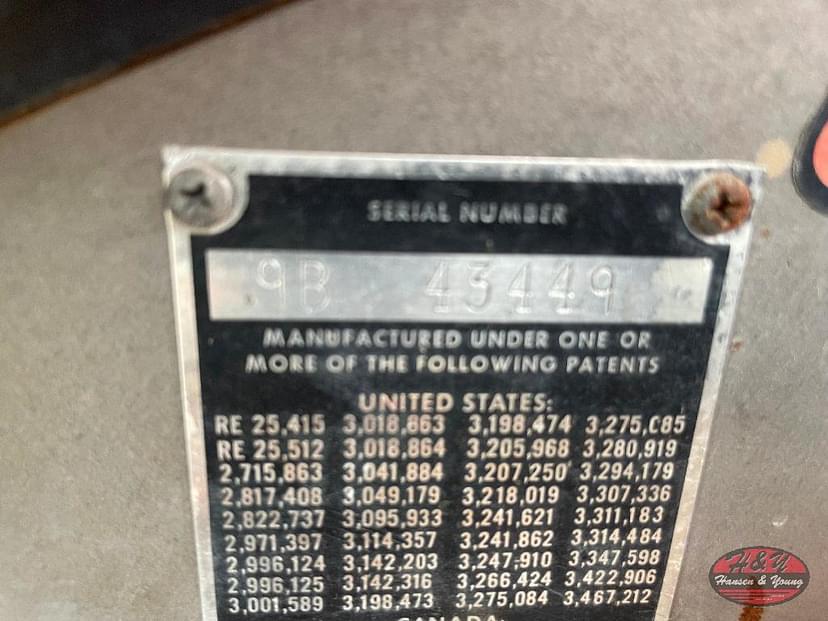 SERIAL NUMBER
9B 43449
MANUFACTURED UNDER ONE OR
MORE OF THE FOLLOWING PATENTS
UNITED STATES:
RE 25,415 3,018,863 3,198,474 3,275,085
RE 25,512 3,018,864 3,205,968 3,280,919
2,715,863 3,041,884 3,207,250 3,294,179
2,817,408 3,049,179 3,218,019 3,307,336
2,822,737 3,095,933 3,241,621 3,311,183
2,971,397 3,114,357 3,241,862 3,314,484
2,996,124 3,142,203 3,247,910 3,347,598
2,996,125 3,142,316 3,266,424 3,422,906
3,001,589 3,198,473 3,275,084 3,467,212
CANADA:
H&Y
Hansen & Young